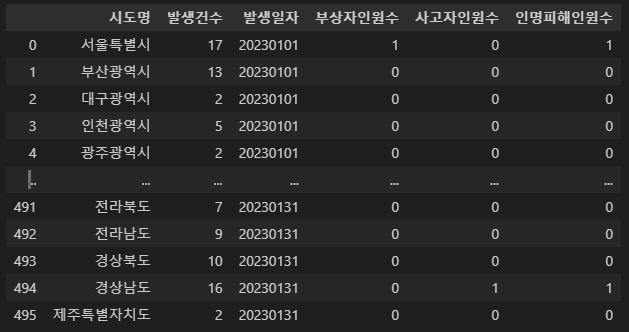 시도명 발생건수 발생일자 부상자인원수 사고자인원수 인명피해인원수
0 서울특별시 17 20230101 1 0 1
1 부산광역시 13 20230101 0 0 0
2 대구광역시 2 20230101 0 0 0
3 인천광역시 5 20230101 0 0 0
4 광주광역시 2 20230101 0 0 0
... ... ... ... ... ... ...
491 전라북도 7 20230131 0 0 0
492 전라남도 9 20230131 0 0 0
493 경상북도 10 20230131 0 0 0
494 경상남도 16 20230131 0 1 1
495 제주특별자치도 2 20230131 0 0 0